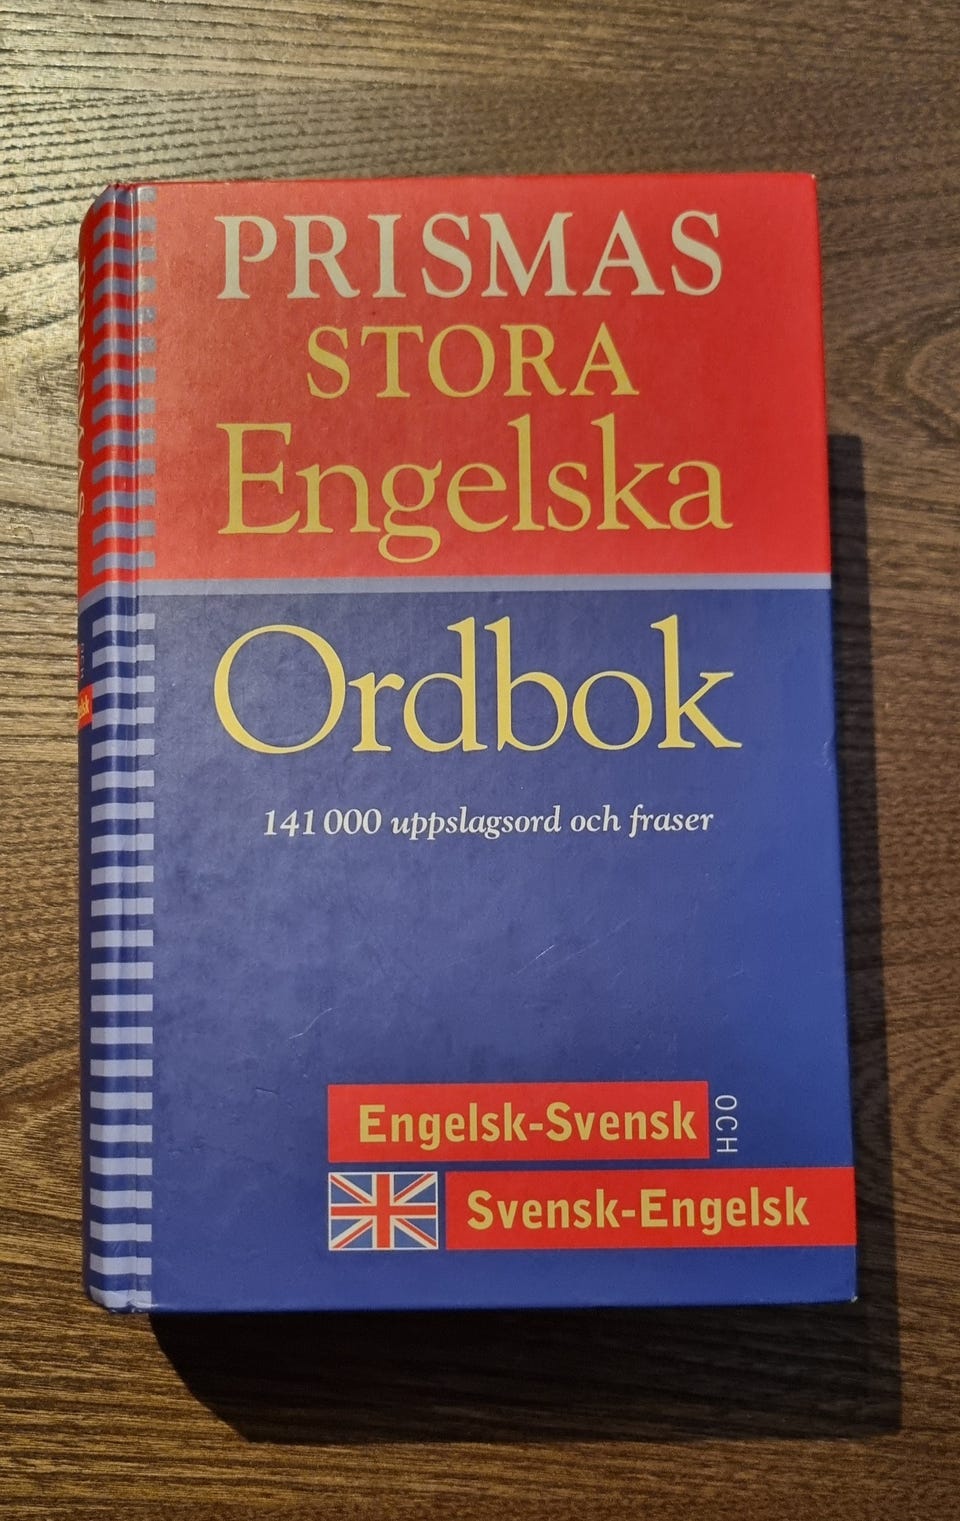 PRISMAS
STORA
Engelska
Ordbok
141 000 uppslagsord och fraser
Engelsk-Svensk
OCH
Svensk-Engelsk